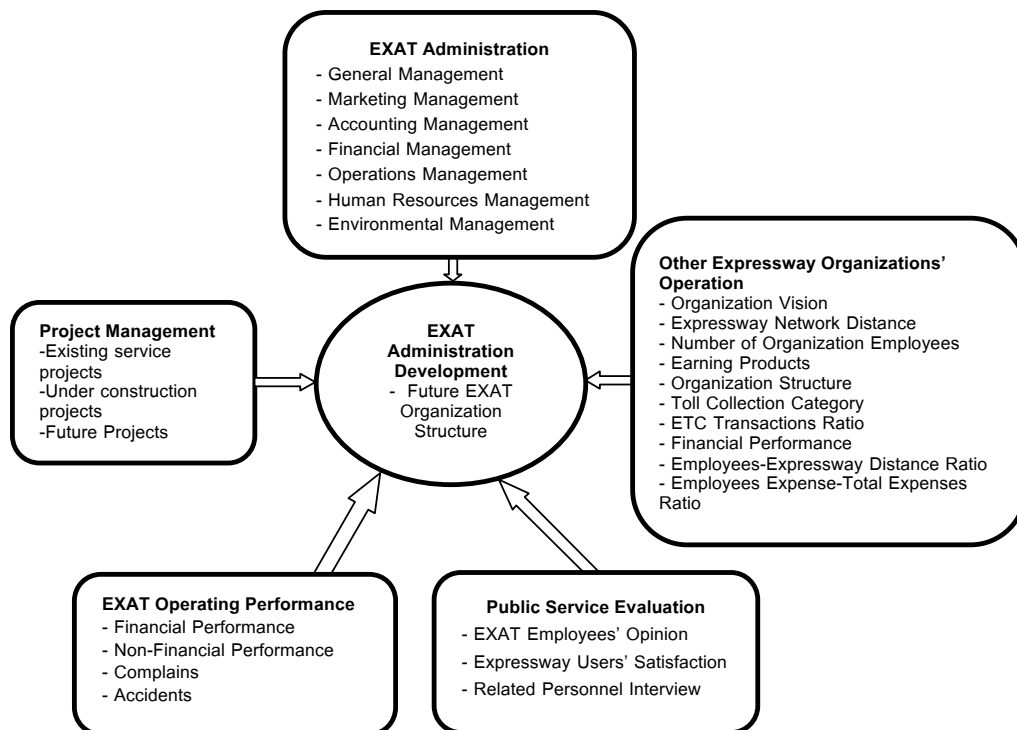 EXAT Administration
- General Management
- Marketing Management
- Accounting Management
- Financial Management
- Operations Management
- Human Resources Management
- Environmental Management
Other Expressway Organizations'
Operation
- Organization Vision
- Expressway Network Distance
- Number of Organization Employees
- Earning Products
- Organization Structure
- Toll Collection Category
- ETC Transactions Ratio
- Financial Performance
- Employees-Expressway Distance Ratio
- Employees Expense-Total Expenses
Ratio
Project Management
-Existing service
projects
-Under construction
projects
-Future Projects
EXAT
Administration
Development
- Future EXAT
Organization
Structure
EXAT Operating Performance
- Financial Performance
- Non-Financial Performance
- Complains
- Accidents
Public Service Evaluation
- EXAT Employees' Opinion
- Expressway Users' Satisfaction
- Related Personnel Interview